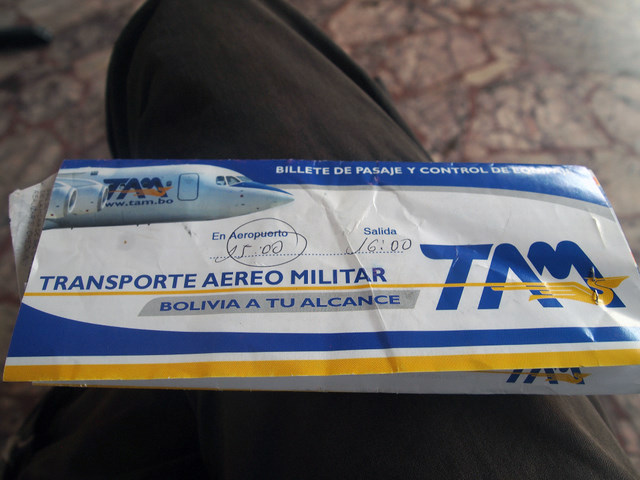 BILLETE DE PASAJE Y CONTROL DE EQUIPAJE
TAM
www.tam.bo
En Aeropuerto Salida
15:00 16:00
TAM
TRANSPORTE AEREO MILITAR
BOLIVIA A TU ALCANCE
TAM